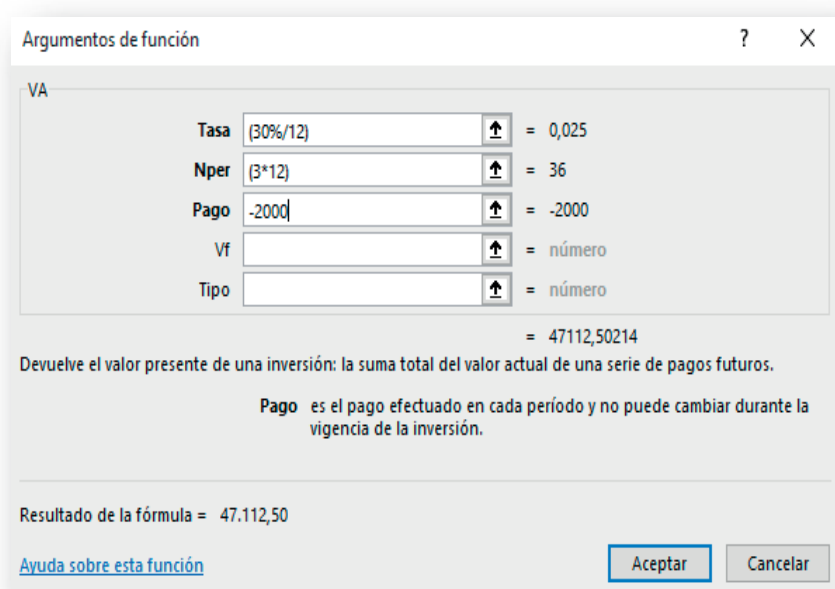 Argumentos de función ? X
VA
Tasa (30%/12) = 0,025
Nper (3*12) = 36
Pago -2000 = -2000
Vf = número
Tipo = número
= 47112,50214
Devuelve el valor presente de una inversión: la suma total del valor actual de una serie de pagos futuros.
Pago es el pago efectuado en cada período y no puede cambiar durante la
vigencia de la inversión.
Resultado de la fórmula = 47.112,50
Ayuda sobre esta función Aceptar Cancelar